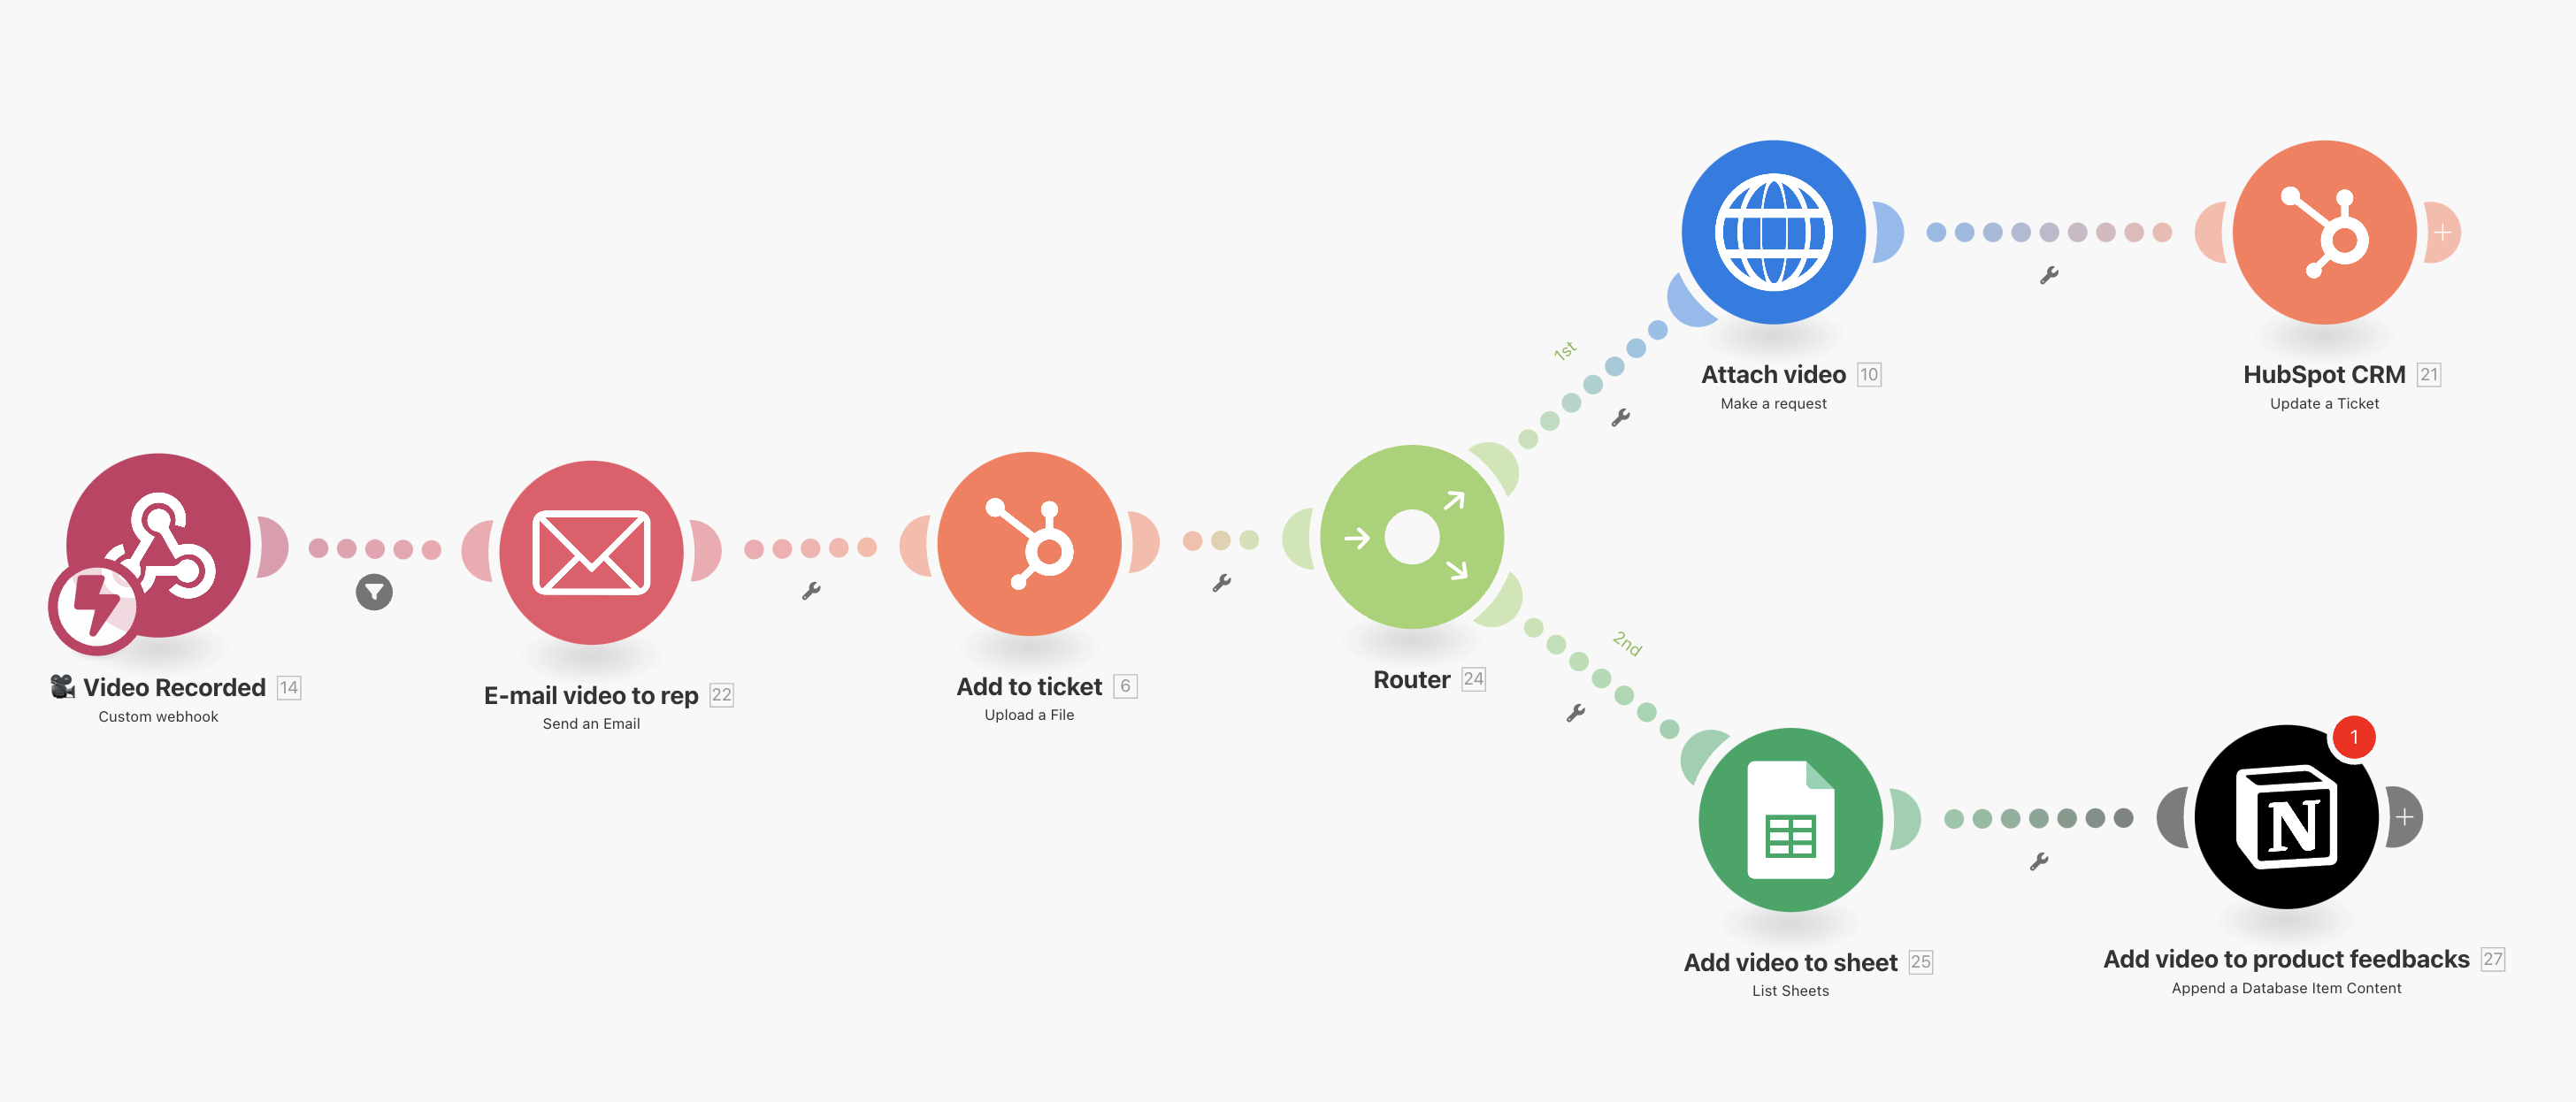 Video Recorded 14
Custom webhook
E-mail video to rep 22
Send an Email
Add to ticket 6
Upload a File
Router 24
1st
Attach video 10
Make a request
HubSpot CRM 21
Update a Ticket
2nd
Add video to sheet 25
List Sheets
1
N
Add video to product feedbacks 27
Append a Database Item Content